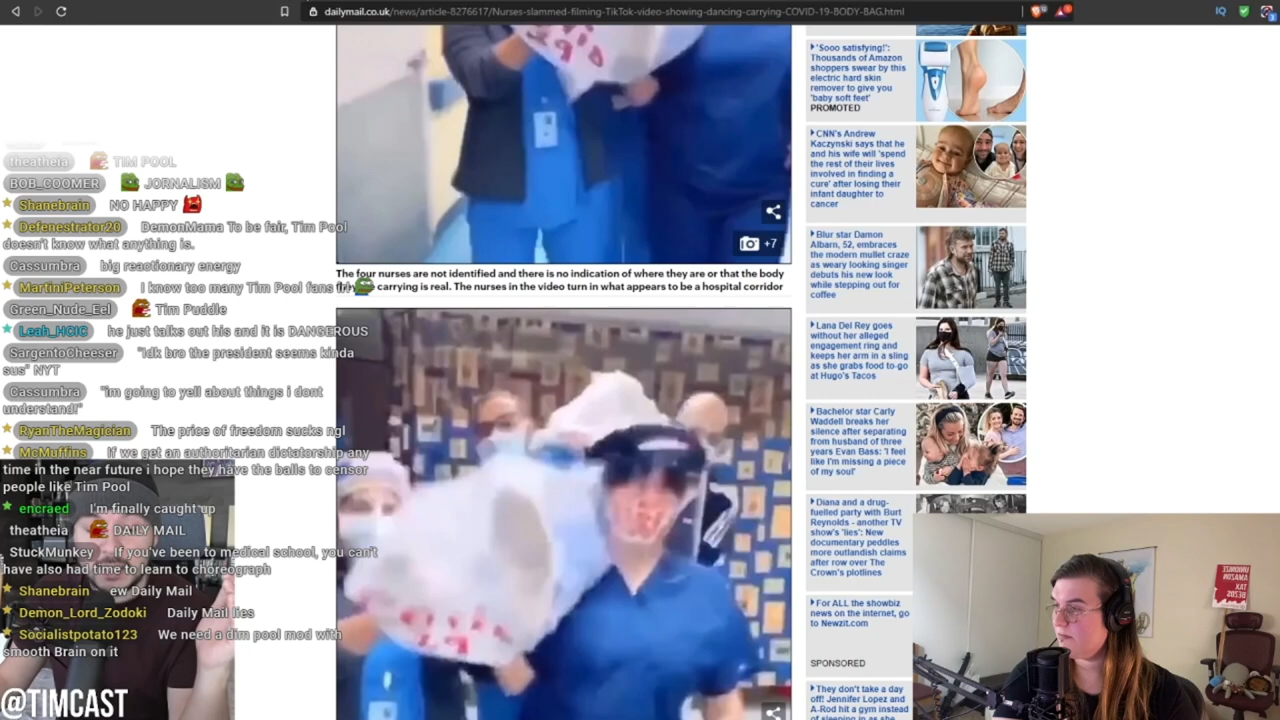 dailymail.co.uk/news/article-8276617/Nurses-slammed-filming-TikTok-video-showing-dancing-carrying-COVID-19-BODY-BAG.html
IQ
theatheia TIM POOL
BOB_COOMER JORNALISM
Shanebrain NO HAPPY
Defenestrator20 DemonMama To be fair, Tim Pool
doesn't know what anything is.
Cassumbra big reactionary energy
MartiniPeterson I know too many Tim Pool fans
Green_Nude_Eel Tim Puddle
Leah_HCIC he just talks out his and it is DANGEROUS
SargentoCheeser "Idk bro the president seems kinda
sus" NYT
Cassumbra "im going to yell about things i dont
understand!"
RyanTheMagician The price of freedom sucks ngl
McMuffins If we get an authoritarian dictatorship any
time in the near future i hope they have the balls to censor
people like Tim Pool
encraed I'm finally caught up
theatheia DAILY MAIL
StuckMunkey If you've been to medical school, you can't
have also had time to learn to choreograph
Shanebrain ew Daily Mail
Demon_Lord_Zodoki Daily Mail lies
Socialistpotato123 We need a dim pool mod with
smooth Brain on it
@TIMCAST
+7
The four nurses are not identified and there is no indication of where they are or that the body
carrying is real. The nurses in the video turn in what appears to be a hospital corridor
'Sooo satisfying!':
Thousands of Amazon
shoppers swear by this
electric hard skin
remover to give you
'baby soft feet'
PROMOTED
CNN's Andrew
Kaczynski says that he
and his wife will 'spend
the rest of their lives
involved in finding a
cure' after losing their
infant daughter to
cancer
Blur star Damon
Albarn, 52, embraces
the modern mullet craze
as weary looking singer
debuts his new look
while stepping out for
coffee
Lana Del Rey goes
without her alleged
engagement ring and
keeps her arm in a sling
as she grabs food to-go
at Hugo's Tacos
Bachelor star Carly
Waddell breaks her
silence after separating
from husband of three
years Evan Bass: 'I feel
like I'm missing a piece
of my soul'
Diana and a drug-
fuelled party with Burt
Reynolds - another TV
show's 'lies': New
documentary peddles
more outlandish claims
after row over The
Crown's plotlines
For ALL the showbiz
news on the internet, go
to Newzit.com
SPONSORED
They don't take a day
off! Jennifer Lopez and
A-Rod hit a gym instead
of sleeping in as she
UNIONIZE
AMAZON
TAX
BEZOS